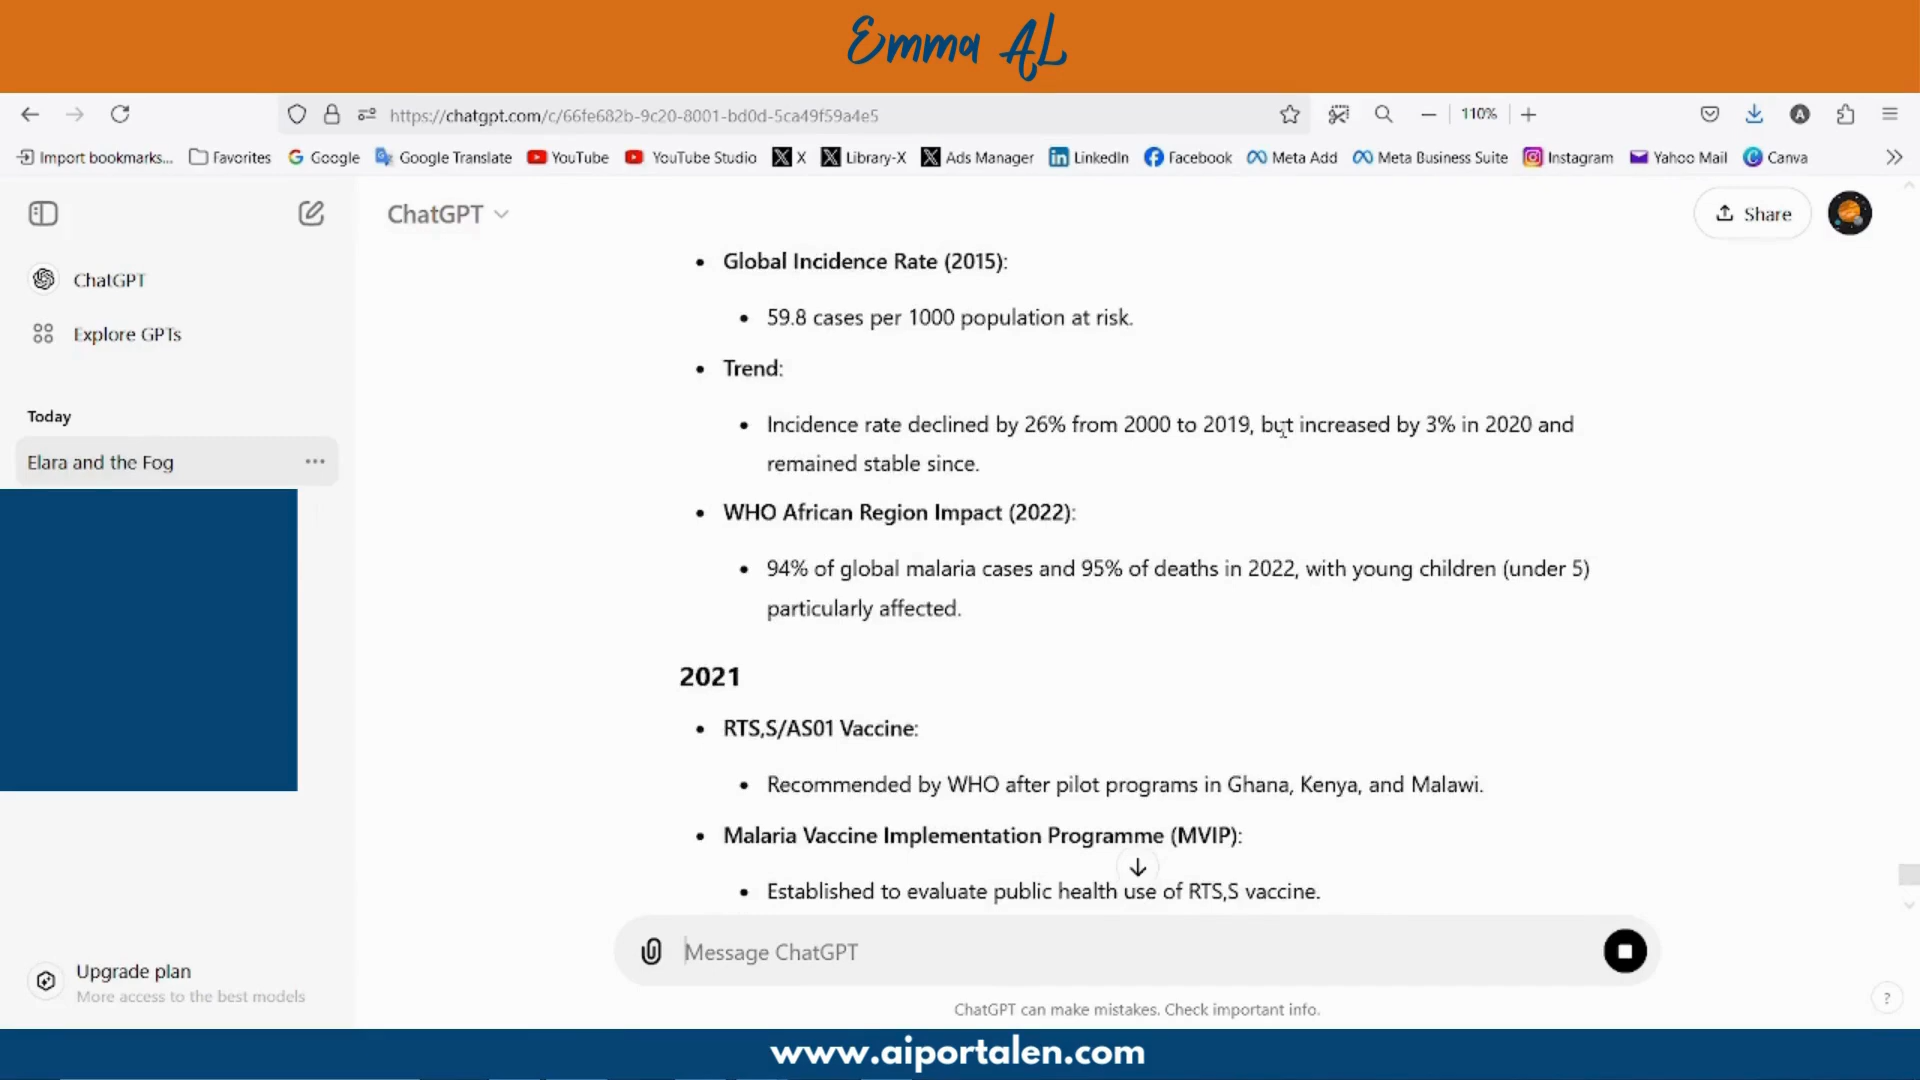 Emma AL
https://chatgpt.com/c/66fe682b-9c20-8001-bd0d-5ca49f59a4e5
110%
Import bookmarks...
Favorites
Google
Google Translate
YouTube
YouTube Studio
X
Library-X
Ads Manager
LinkedIn
Facebook
Meta Add
Meta Business Suite
Instagram
Yahoo Mail
Canva
ChatGPT
Share
ChatGPT
Explore GPTs
Today
Elara and the Fog
Upgrade plan
More access to the best models
• Global Incidence Rate (2015):
• 59.8 cases per 1000 population at risk.
• Trend:
• Incidence rate declined by 26% from 2000 to 2019, but increased by 3% in 2020 and
remained stable since.
• WHO African Region Impact (2022):
• 94% of global malaria cases and 95% of deaths in 2022, with young children (under 5)
particularly affected.
2021
• RTS,S/AS01 Vaccine:
• Recommended by WHO after pilot programs in Ghana, Kenya, and Malawi.
• Malaria Vaccine Implementation Programme (MVIP):
• Established to evaluate public health use of RTS,S vaccine.
Message ChatGPT
ChatGPT can make mistakes. Check important info.
?
www.aiportalen.com